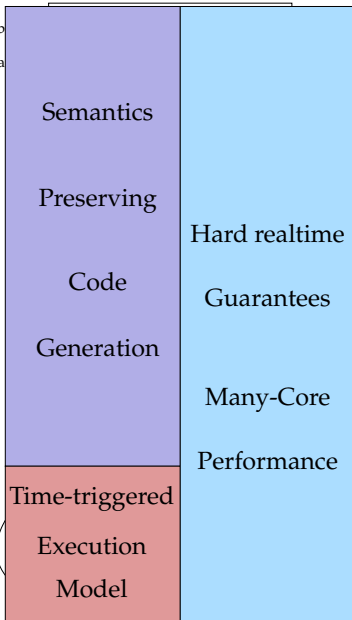 Semantics
Preserving
Code
Generation
Hard realtime
Guarantees
Many-Core
Performance
Time-triggered
Execution
Model